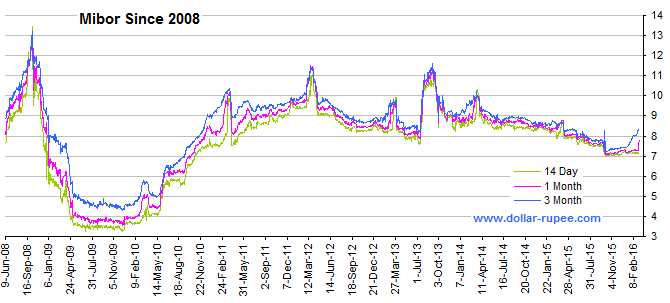 Mibor Since 2008
14
13
12
11
10
9
8
7
6
5
4
3
14 Day
1 Month
3 Month
www.dollar-rupee.com
9-Jun-08
16-Sep-08
6-Jan-09
24-Apr-09
31-Jul-09
5-Nov-09
4-Feb-10
14-May-10
18-Aug-10
22-Nov-10
24-Feb-11
31-May-11
2-Sep-11
7-Dec-11
12-Mar-12
14-Jun-12
18-Sep-12
21-Dec-12
27-Mar-13
1-Jul-13
3-Oct-13
7-Jan-14
11-Apr-14
16-Jul-14
18-Oct-14
22-Jan-15
28-Apr-15
31-Jul-15
4-Nov-15
8-Feb-16